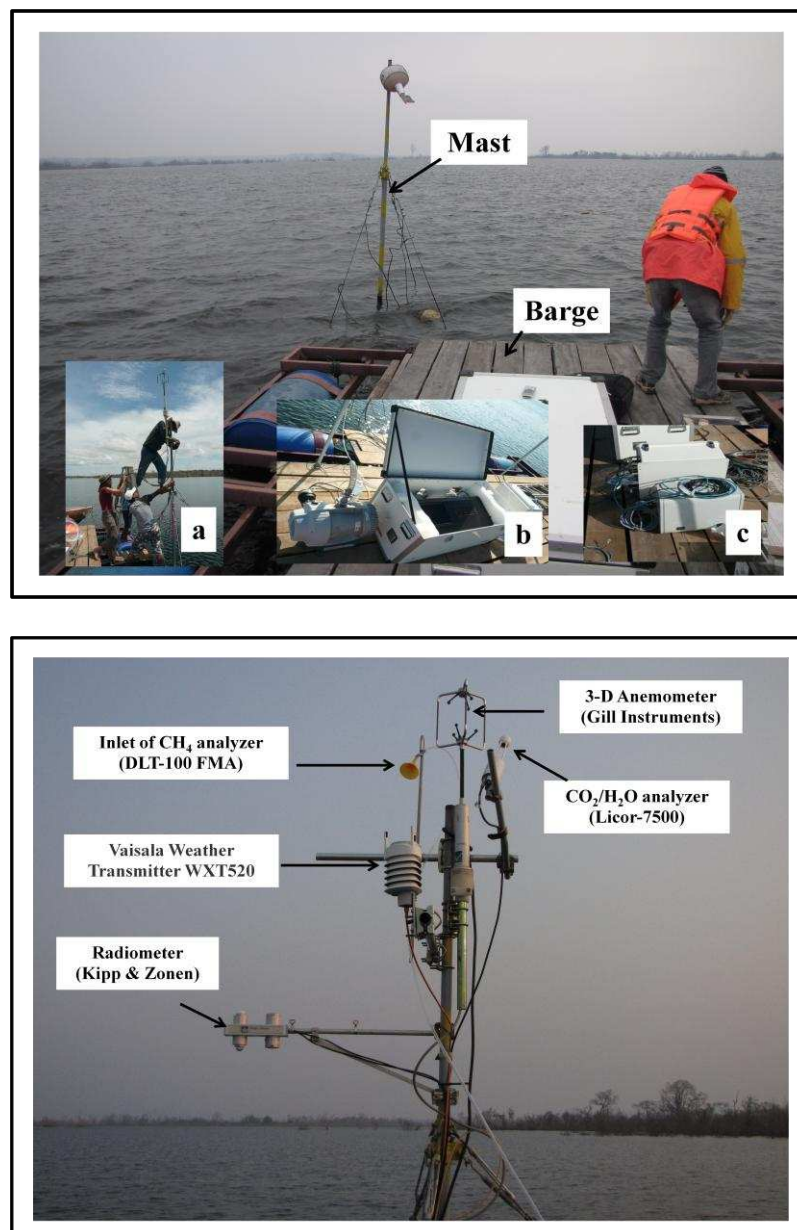 Mast
Barge
a
b
c
3-D Anemometer
(Gill Instruments)
Inlet of CH₄ analyzer
(DLT-100 FMA)
CO₂/H₂O analyzer
(Licor-7500)
Vaisala Weather
Transmitter WXT520
Radiometer
(Kipp & Zonen)